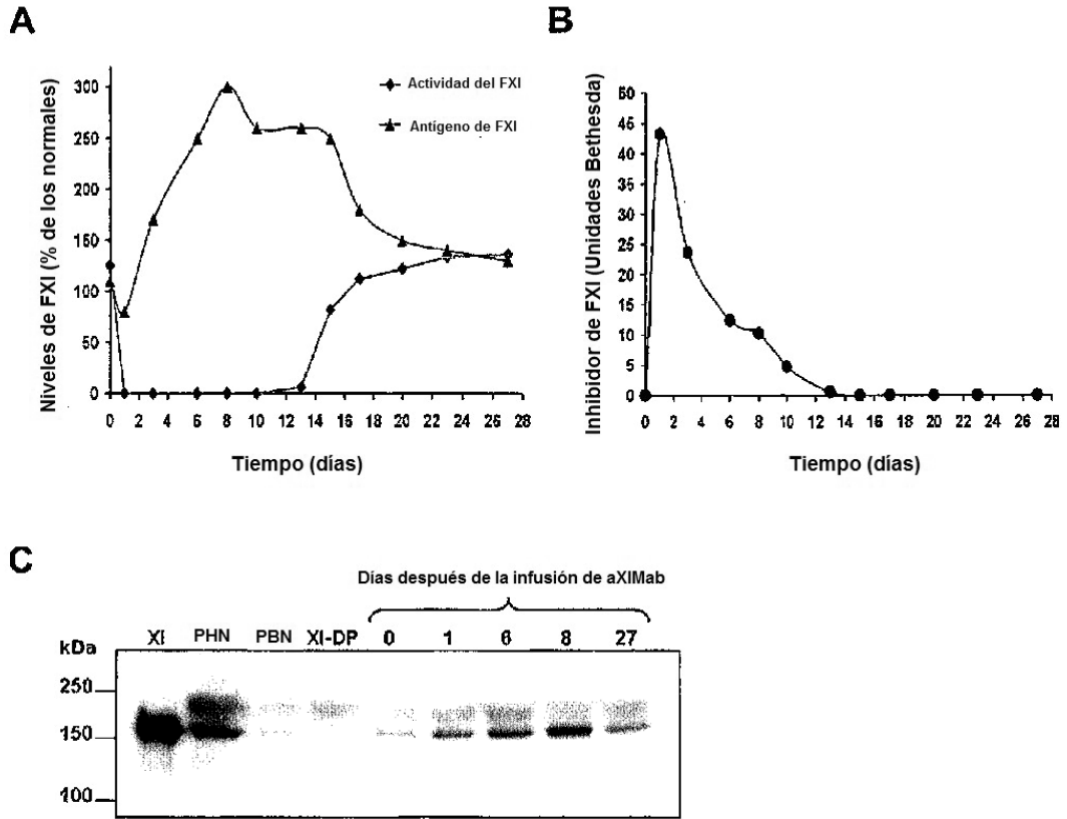 A
Niveles de FXI (% de los normales)
300
250
200
150
100
50
0
Actividad del FXI
Antígeno de FXI
0 2 4 6 8 10 12 14 16 18 20 22 24 26 28
Tiempo (días)
B
Inhibidor de FXI (Unidades Bethesda)
60
45
40
35
30
25
20
15
10
5
0
0 2 4 6 8 10 12 14 16 18 20 22 24 26 28
Tiempo (días)
C
Días después de la infusión de aXIMab
kDa XI PHN PBN XI-DP 0 1 6 8 27
250
150
100